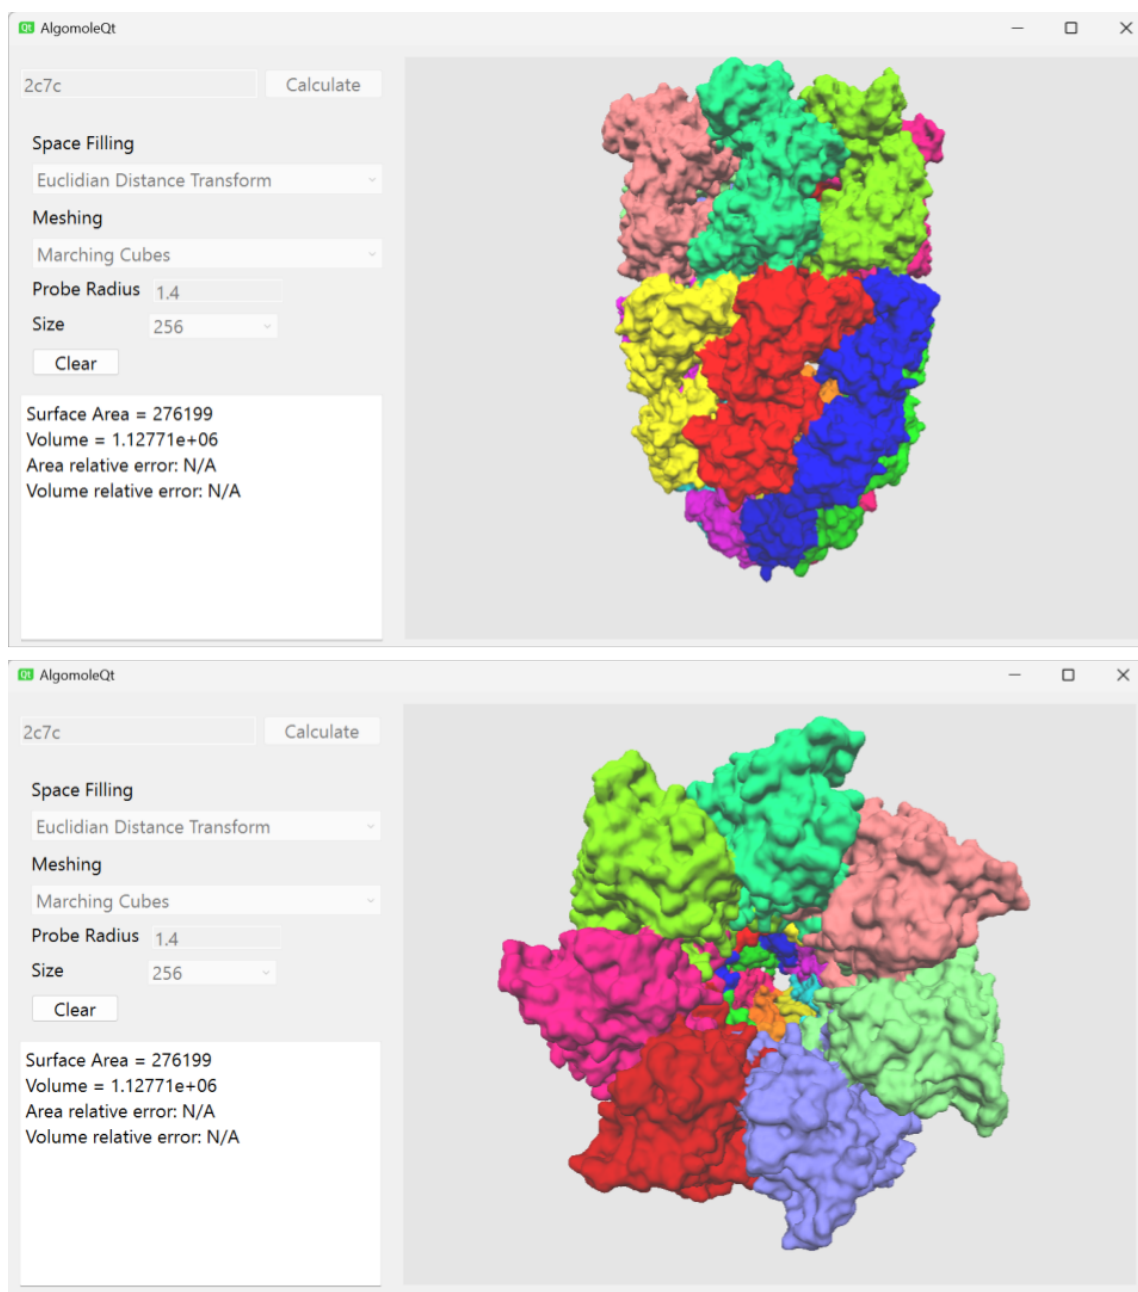 Qt AlgomoleQt
2c7c Calculate
Space Filling
Euclidian Distance Transform
Meshing
Marching Cubes
Probe Radius 1.4
Size 256
Clear
Surface Area = 276199
Volume = 1.12771e+06
Area relative error: N/A
Volume relative error: N/A
Qt AlgomoleQt
2c7c Calculate
Space Filling
Euclidian Distance Transform
Meshing
Marching Cubes
Probe Radius 1.4
Size 256
Clear
Surface Area = 276199
Volume = 1.12771e+06
Area relative error: N/A
Volume relative error: N/A